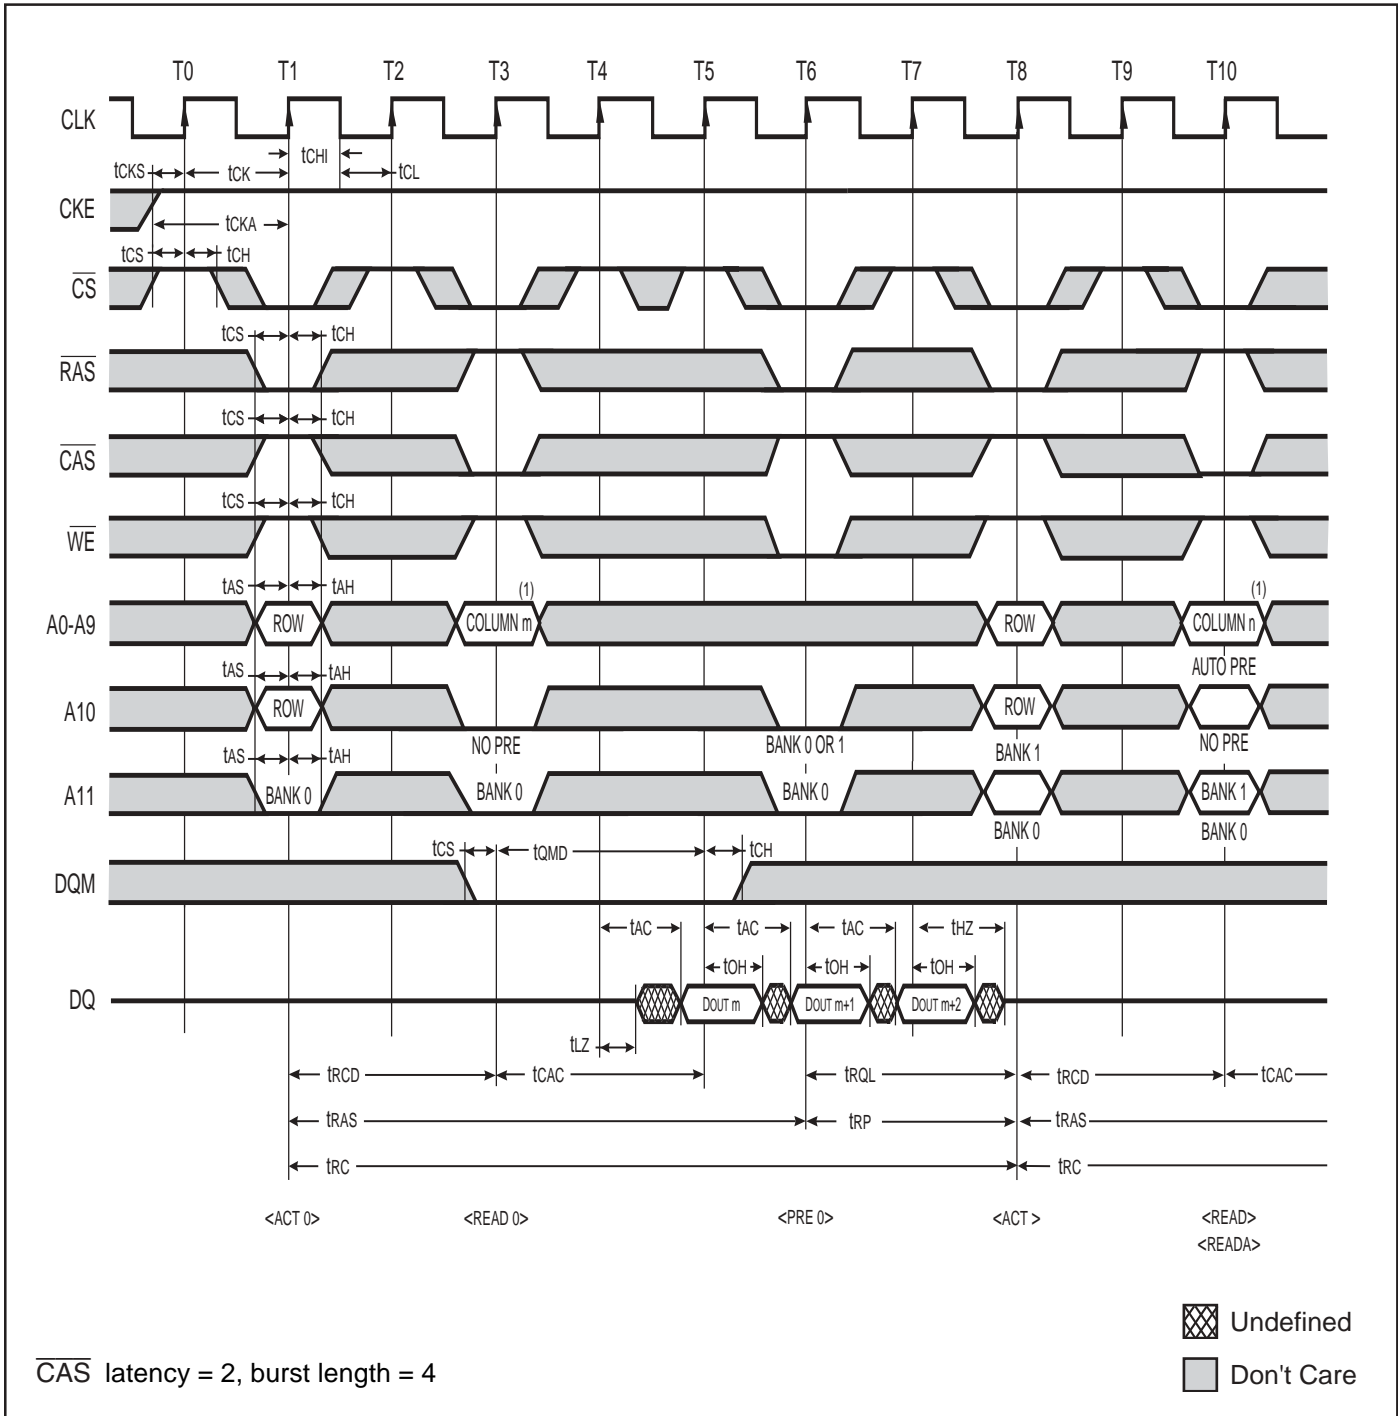 T0 T1 T2 T3 T4 T5 T6 T7 T8 T9 T10
CLK
tCHI
tCKS tCK tCL
CKE
tCKA
tCS tCH
CS
tCS tCH
RAS
tCS tCH
CAS
tCS tCH
WE
tAS tAH (1) (1)
A0-A9 ROW COLUMN m ROW COLUMN n
tAS tAH AUTO PRE
A10 ROW ROW
NO PRE BANK 0 OR 1 BANK 1 NO PRE
tAS tAH
A11 BANK 0 BANK 0 BANK 0 BANK 1
BANK 0 BANK 0
tCS tQMD tCH
DQM
tAC tAC tAC tHZ
tOH tOH tOH
DQ DOUT m DOUT m+1 DOUT m+2
tLZ
tRCD tCAC tRQL tRCD tCAC
tRAS tRP tRAS
tRC tRC
<ACT 0> <READ 0> <PRE 0> <ACT > <READ>
<READA>
Undefined
CAS latency = 2, burst length = 4
Don't Care